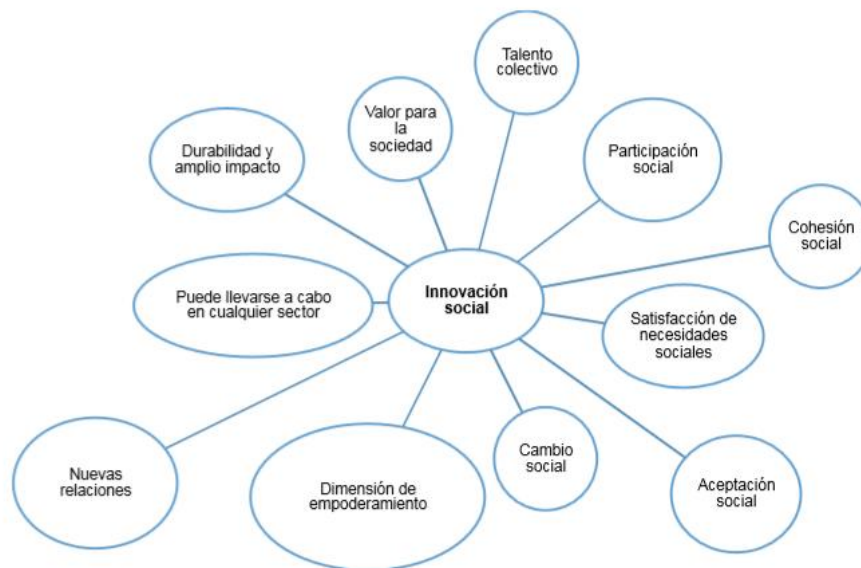 Talento
colectivo
Valor para
la
sociedad
Durabilidad y
amplio impacto
Participación
social
Cohesión
social
Innovación
social
Puede llevarse a cabo
en cualquier sector
Satisfacción de
necesidades
sociales
Nuevas
relaciones
Dimensión de
empoderamiento
Cambio
social
Aceptación
social